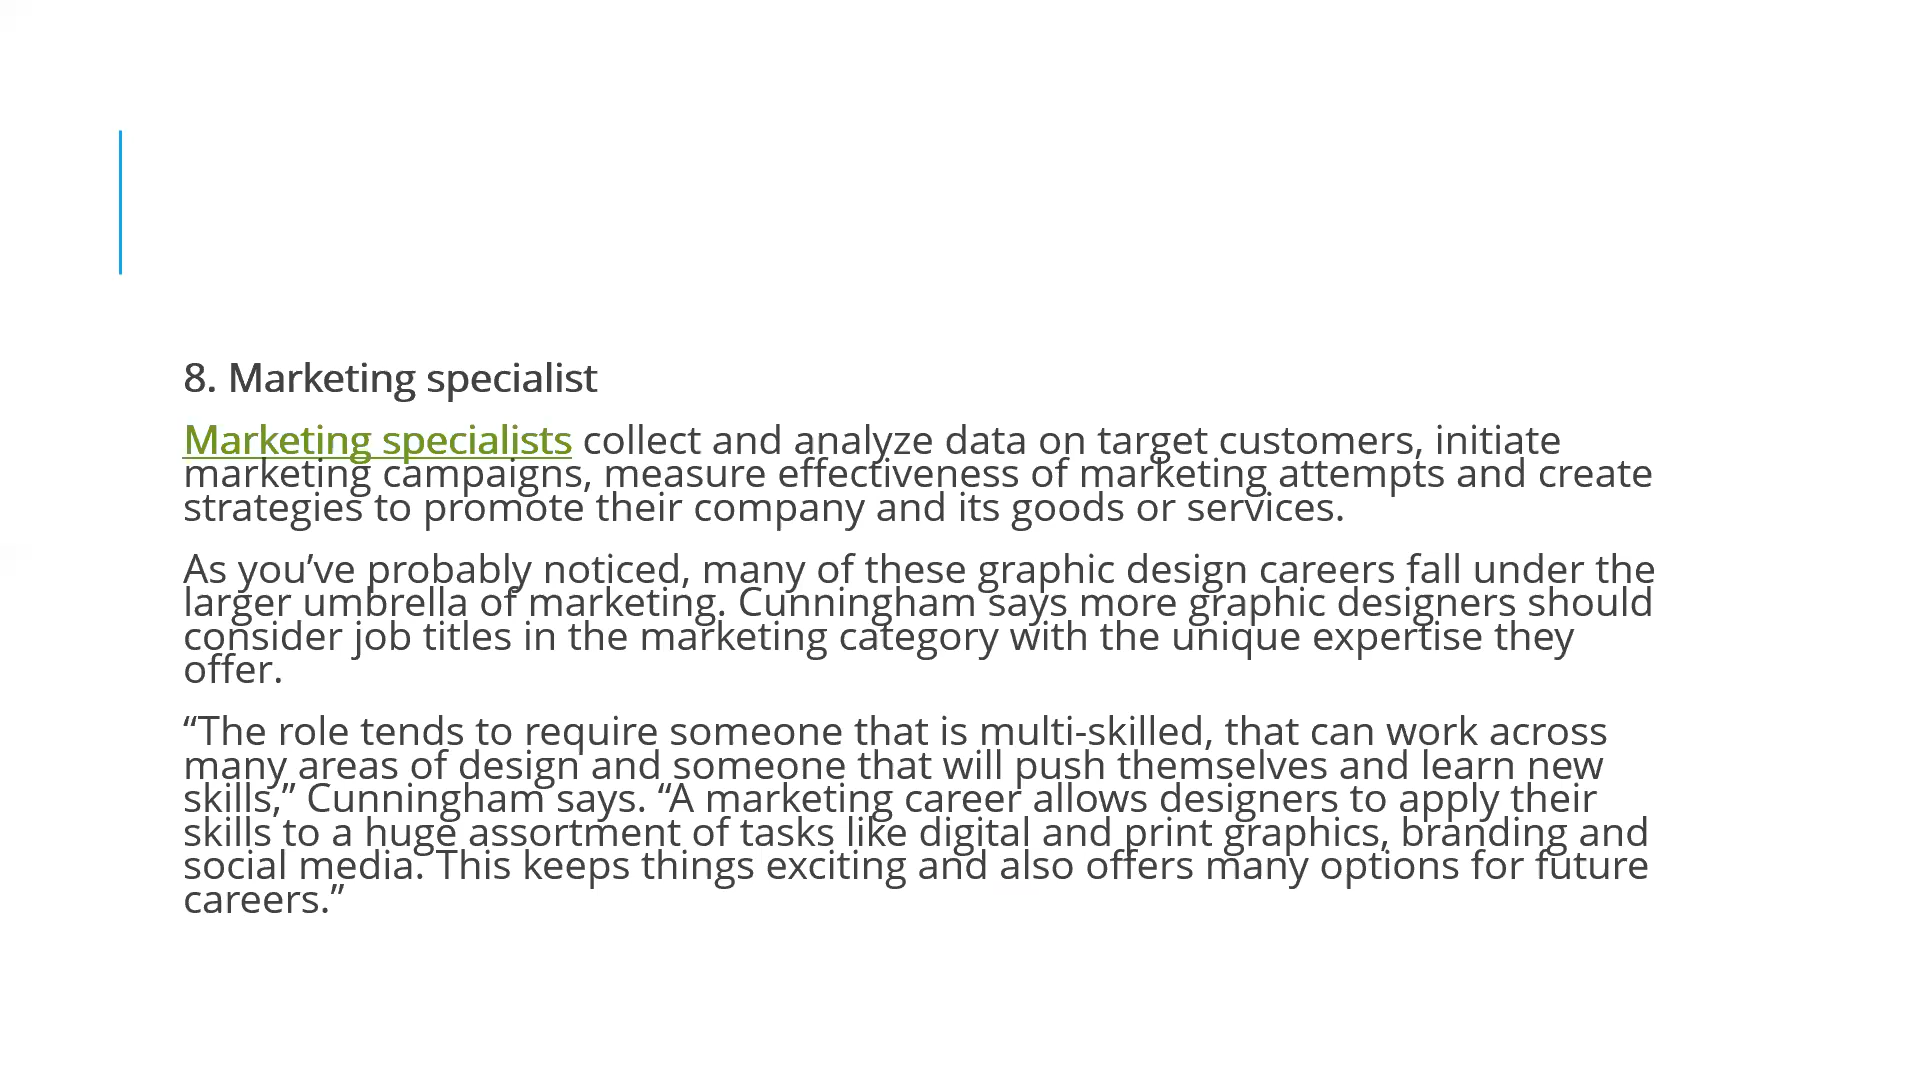 8. Marketing specialist
Marketing specialists collect and analyze data on target customers, initiate
marketing campaigns, measure effectiveness of marketing attempts and create
strategies to promote their company and its goods or services.
As you’ve probably noticed, many of these graphic design careers fall under the
larger umbrella of marketing. Cunningham says more graphic designers should
consider job titles in the marketing category with the unique expertise they
offer.
“The role tends to require someone that is multi-skilled, that can work across
many areas of design and someone that will push themselves and learn new
skills,” Cunningham says. “A marketing career allows designers to apply their
skills to a huge assortment of tasks like digital and print graphics, branding and
social media. This keeps things exciting and also offers many options for future
careers.”